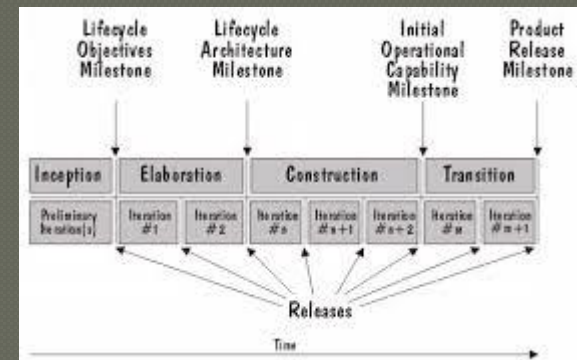 Lifecycle
Objectives
Milestone
Lifecycle
Architecture
Milestone
Initial
Operational
Capability
Milestone
Product
Release
Milestone
Inception
Elaboration
Construction
Transition
Preliminary
Iteration(s)
Iteration
#1
Iteration
#2
Iteration
#n
Iteration
#n+1
Iteration
#n+2
Iteration
#m
Iteration
#m+1
Releases
Time